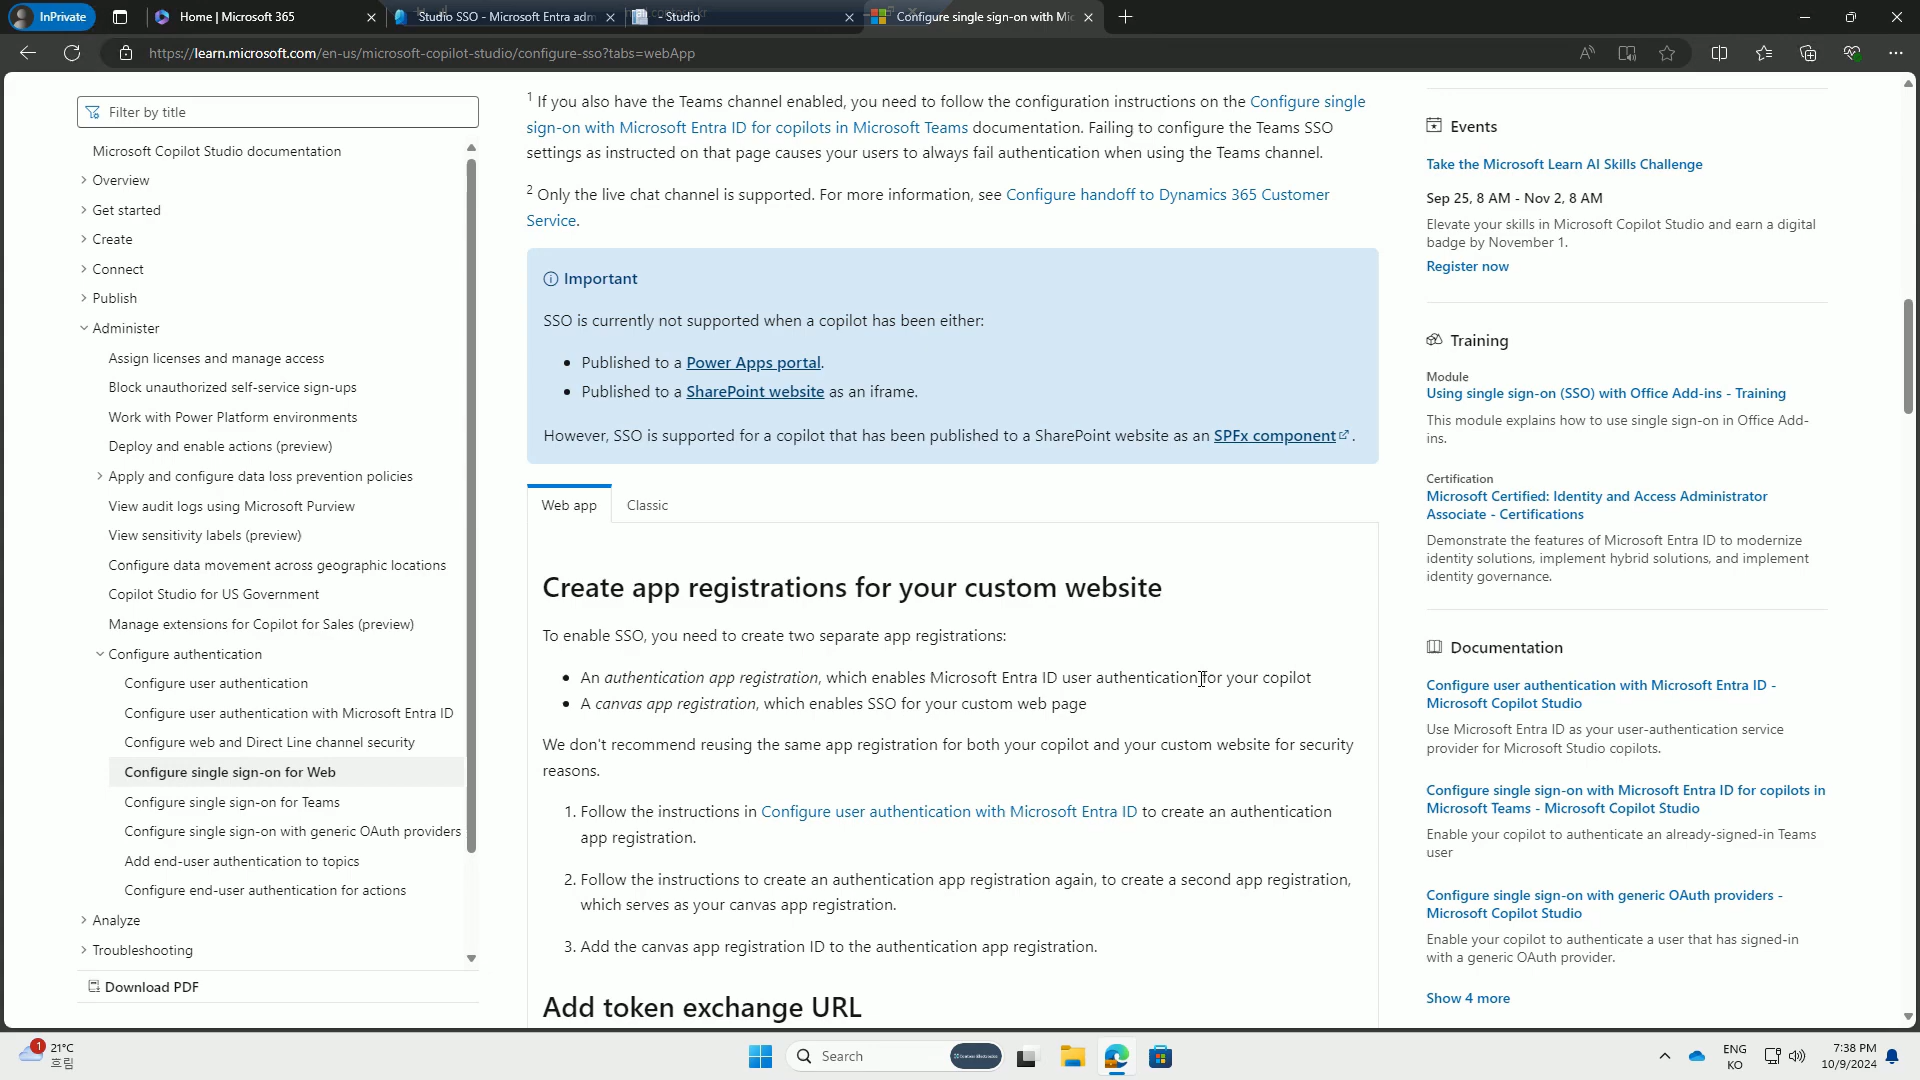 InPrivate
Home | Microsoft 365
Studio SSO - Microsoft Entra adm
- Studio
Configure single sign-on with Mic
https://learn.microsoft.com/en-us/microsoft-copilot-studio/configure-sso?tabs=webApp
Filter by title
Microsoft Copilot Studio documentation
Overview
Get started
Create
Connect
Publish
Administer
Assign licenses and manage access
Block unauthorized self-service sign-ups
Work with Power Platform environments
Deploy and enable actions (preview)
Apply and configure data loss prevention policies
View audit logs using Microsoft Purview
View sensitivity labels (preview)
Configure data movement across geographic locations
Copilot Studio for US Government
Manage extensions for Copilot for Sales (preview)
Configure authentication
Configure user authentication
Configure user authentication with Microsoft Entra ID
Configure web and Direct Line channel security
Configure single sign-on for Web
Configure single sign-on for Teams
Configure single sign-on with generic OAuth providers
Add end-user authentication to topics
Configure end-user authentication for actions
Analyze
Troubleshooting
Download PDF
1 If you also have the Teams channel enabled, you need to follow the configuration instructions on the Configure single
sign-on with Microsoft Entra ID for copilots in Microsoft Teams documentation. Failing to configure the Teams SSO
settings as instructed on that page causes your users to always fail authentication when using the Teams channel.
2 Only the live chat channel is supported. For more information, see Configure handoff to Dynamics 365 Customer
Service.
Important
SSO is currently not supported when a copilot has been either:
• Published to a Power Apps portal.
• Published to a SharePoint website as an iframe.
However, SSO is supported for a copilot that has been published to a SharePoint website as an SPFx component.
Web app
Classic
Create app registrations for your custom website
To enable SSO, you need to create two separate app registrations:
• An authentication app registration, which enables Microsoft Entra ID user authentication for your copilot
• A canvas app registration, which enables SSO for your custom web page
We don't recommend reusing the same app registration for both your copilot and your custom website for security
reasons.
1. Follow the instructions in Configure user authentication with Microsoft Entra ID to create an authentication
app registration.
2. Follow the instructions to create an authentication app registration again, to create a second app registration,
which serves as your canvas app registration.
3. Add the canvas app registration ID to the authentication app registration.
Add token exchange URL
Events
Take the Microsoft Learn AI Skills Challenge
Sep 25, 8 AM - Nov 2, 8 AM
Elevate your skills in Microsoft Copilot Studio and earn a digital
badge by November 1.
Register now
Training
Module
Using single sign-on (SSO) with Office Add-ins - Training
This module explains how to use single sign-on in Office Add-
ins.
Certification
Microsoft Certified: Identity and Access Administrator
Associate - Certifications
Demonstrate the features of Microsoft Entra ID to modernize
identity solutions, implement hybrid solutions, and implement
identity governance.
Documentation
Configure user authentication with Microsoft Entra ID -
Microsoft Copilot Studio
Use Microsoft Entra ID as your user-authentication service
provider for Microsoft Studio copilots.
Configure single sign-on with Microsoft Entra ID for copilots in
Microsoft Teams - Microsoft Copilot Studio
Enable your copilot to authenticate an already-signed-in Teams
user
Configure single sign-on with generic OAuth providers -
Microsoft Copilot Studio
Enable your copilot to authenticate a user that has signed-in
with a generic OAuth provider.
Show 4 more
1
21°C
흐림
Search
ENG
KO
7:38 PM
10/9/2024